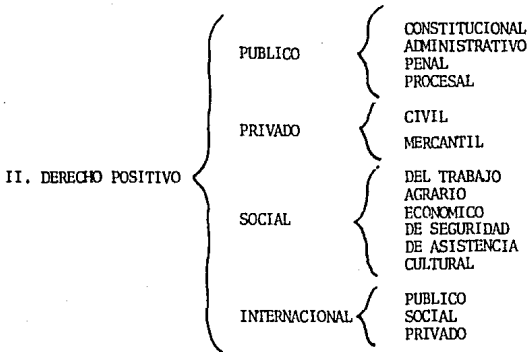 II. DERECHO POSITIVO
PUBLICO
CONSTITUCIONAL
ADMINISTRATIVO
PENAL
PROCESAL
PRIVADO
CIVIL
MERCANTIL
SOCIAL
DEL TRABAJO
AGRARIO
ECONOMICO
DE SEGURIDAD
DE ASISTENCIA
CULTURAL
INTERNACIONAL
PUBLICO
SOCIAL
PRIVADO